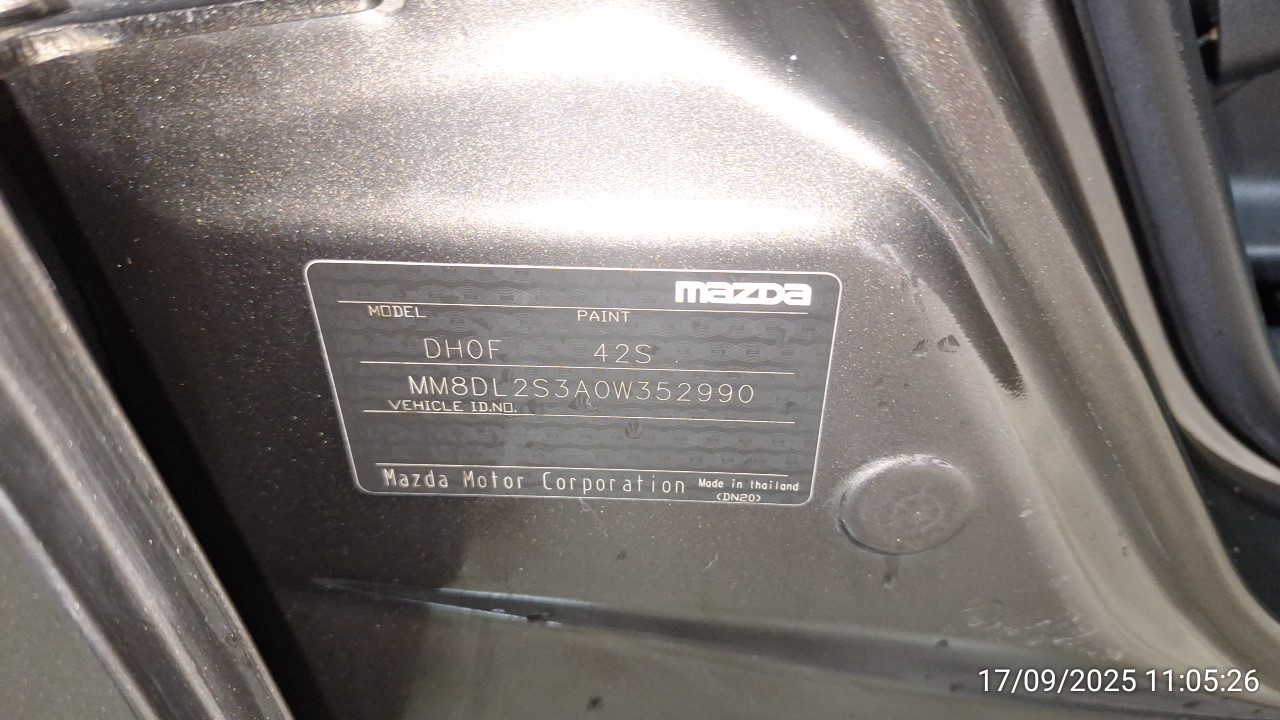 mazda
MODEL PAINT
DH0F 42S
MM8DL2S3A0W352990
VEHICLE ID.NO.
Mazda Motor Corporation Made in thailand
(DN20)
17/09/2025 11:05:26